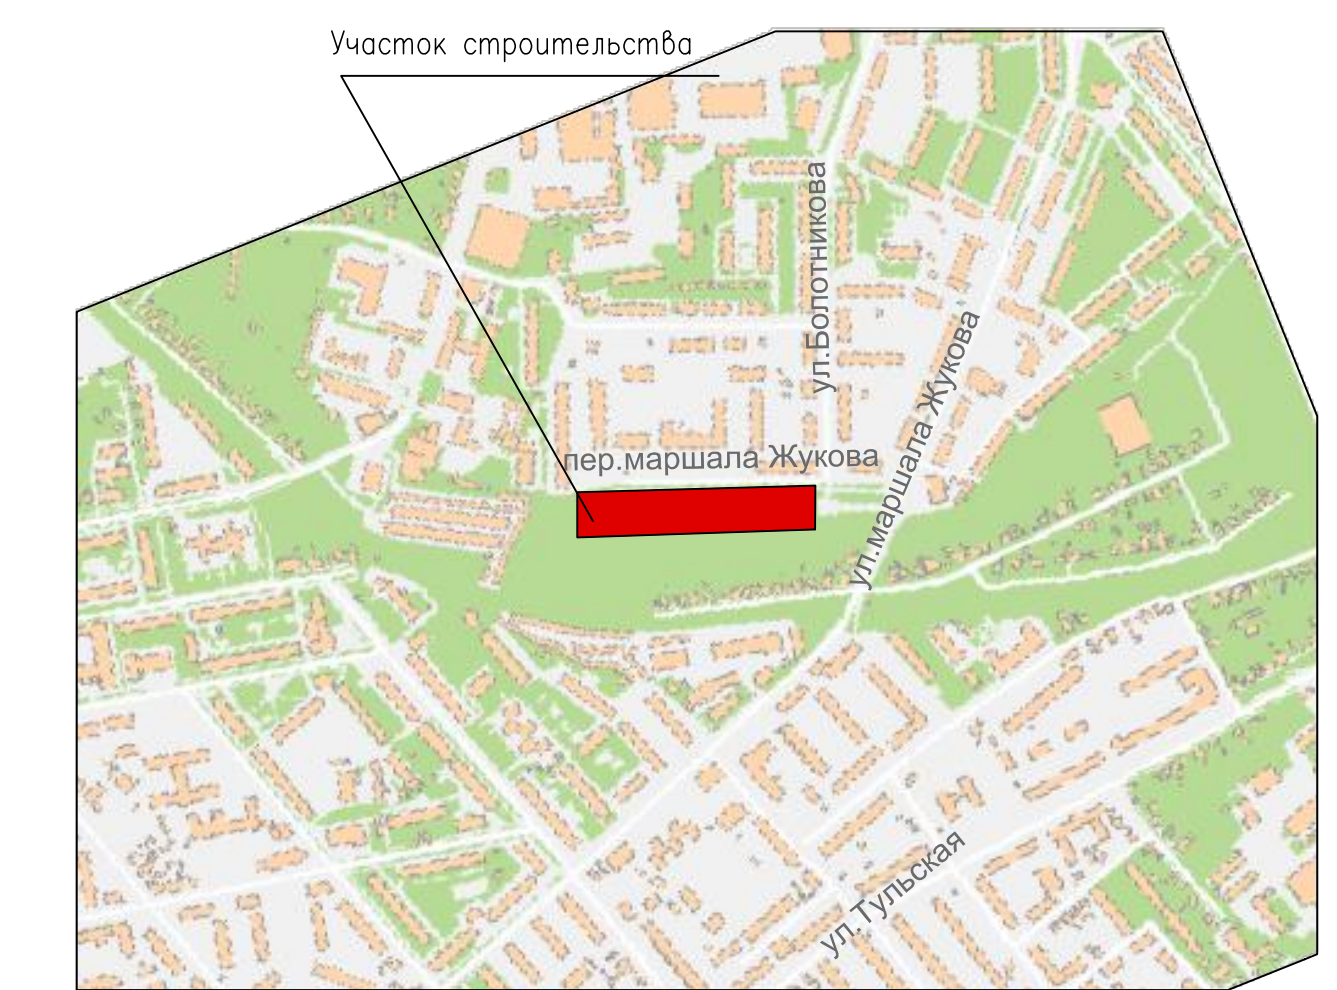 Участок строительства
ул.Болотникова
ул.маршала Жукова
пер.маршала Жукова
ул.Тульская